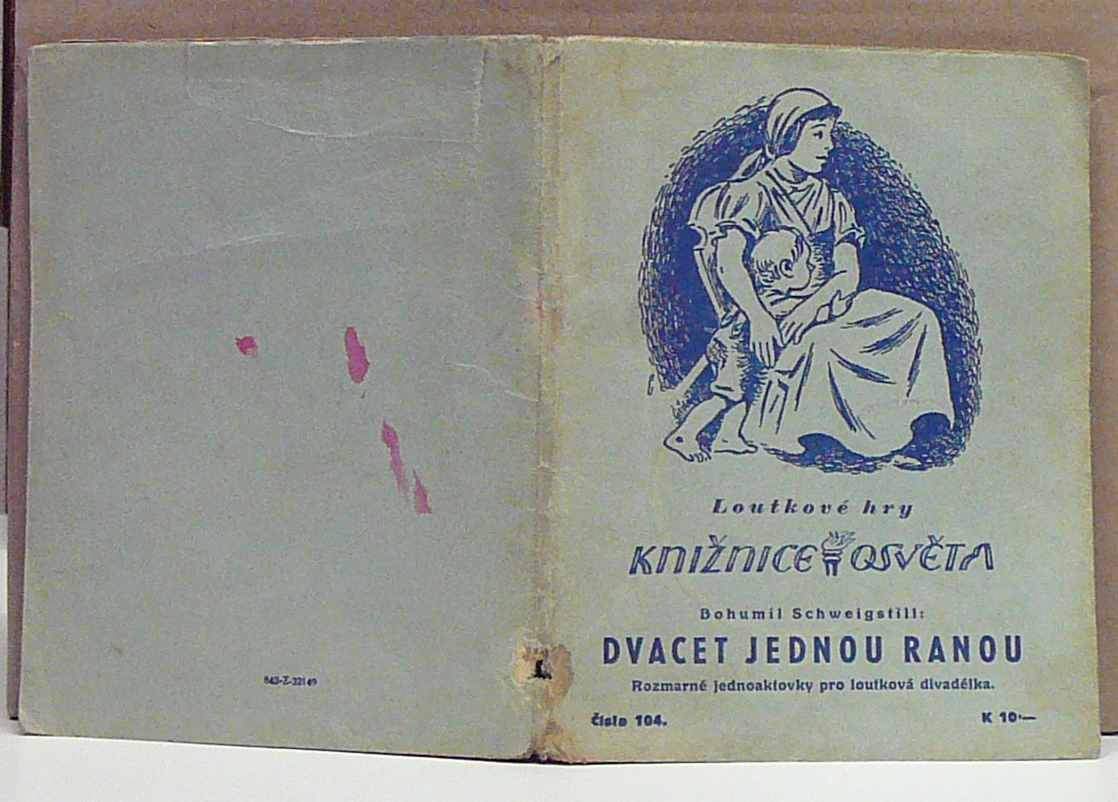 Loutkové hry
KNIŽNICE OSVĚTA
Bohumil Schweigstill:
DVACET JEDNOU RANOU
Rozmarné jednoaktovky pro loutková divadélka.
Číslo 104.
K 10·—